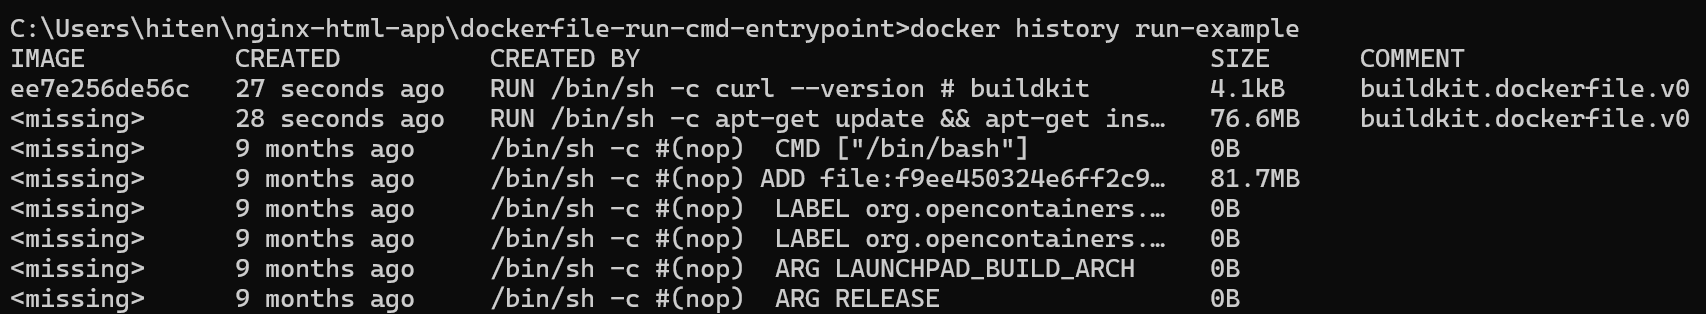 C:\Users\hiten\nginx-html-app\dockerfile-run-cmd-entrypoint>docker history run-example
IMAGE          CREATED          CREATED BY                                      SIZE      COMMENT
ee7e256de56c   27 seconds ago   RUN /bin/sh -c curl --version # buildkit        4.1kB     buildkit.dockerfile.v0
<missing>      28 seconds ago   RUN /bin/sh -c apt-get update && apt-get ins…   76.6MB    buildkit.dockerfile.v0
<missing>      9 months ago     /bin/sh -c #(nop)  CMD ["/bin/bash"]            0B
<missing>      9 months ago     /bin/sh -c #(nop) ADD file:f9ee450324e6ff2c9…   81.7MB
<missing>      9 months ago     /bin/sh -c #(nop)  LABEL org.opencontainers.…   0B
<missing>      9 months ago     /bin/sh -c #(nop)  LABEL org.opencontainers.…   0B
<missing>      9 months ago     /bin/sh -c #(nop)  ARG LAUNCHPAD_BUILD_ARCH     0B
<missing>      9 months ago     /bin/sh -c #(nop)  ARG RELEASE                  0B